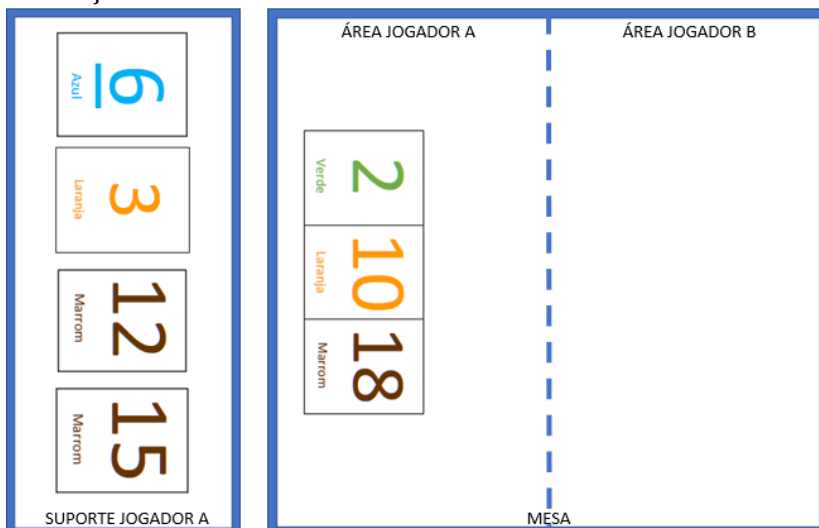 6
Azul
3
Laranja
12
Marrom
15
Marrom
SUPORTE JOGADOR A
ÁREA JOGADOR A
ÁREA JOGADOR B
2
Verde
10
Laranja
18
Marrom
MESA